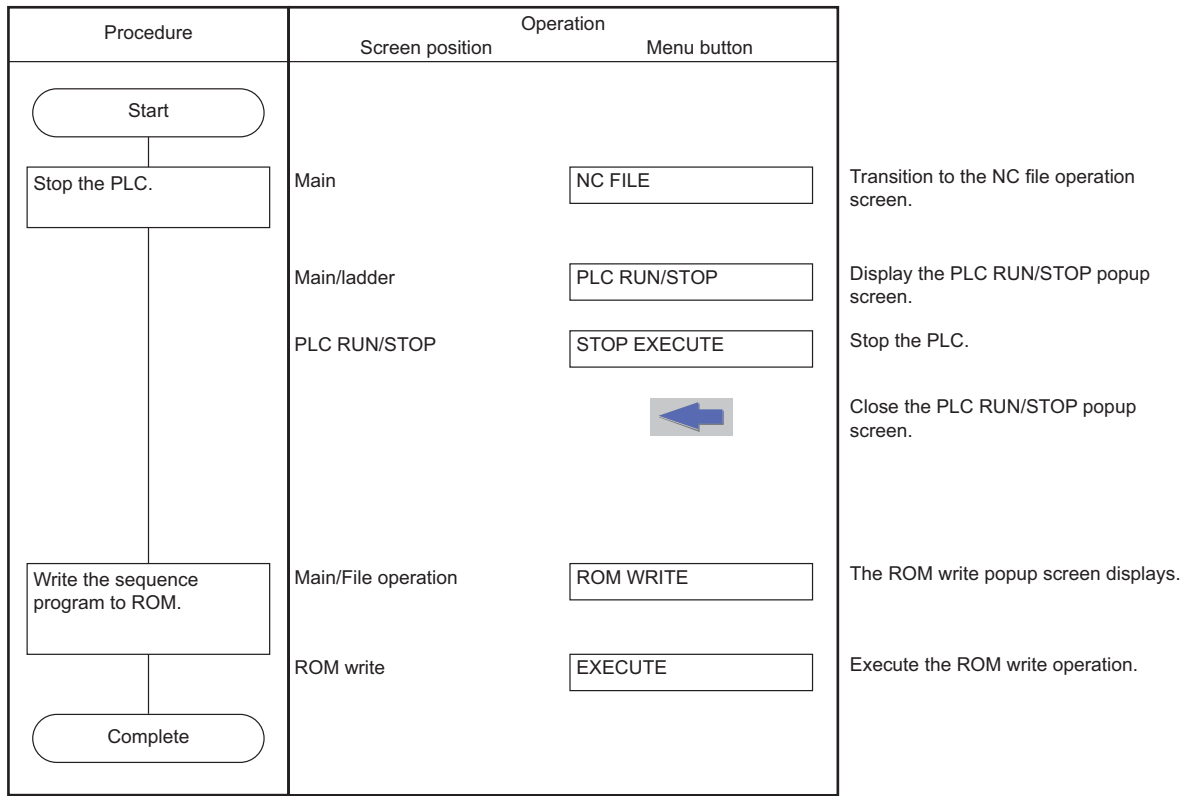 Procedure
Operation
Screen position
Menu button
Start
Stop the PLC.
Main
NC FILE
Transition to the NC file operation
screen.
Main/ladder
PLC RUN/STOP
Display the PLC RUN/STOP popup
screen.
PLC RUN/STOP
STOP EXECUTE
Stop the PLC.
Close the PLC RUN/STOP popup
screen.
Write the sequence
program to ROM.
Main/File operation
ROM WRITE
The ROM write popup screen displays.
ROM write
EXECUTE
Execute the ROM write operation.
Complete